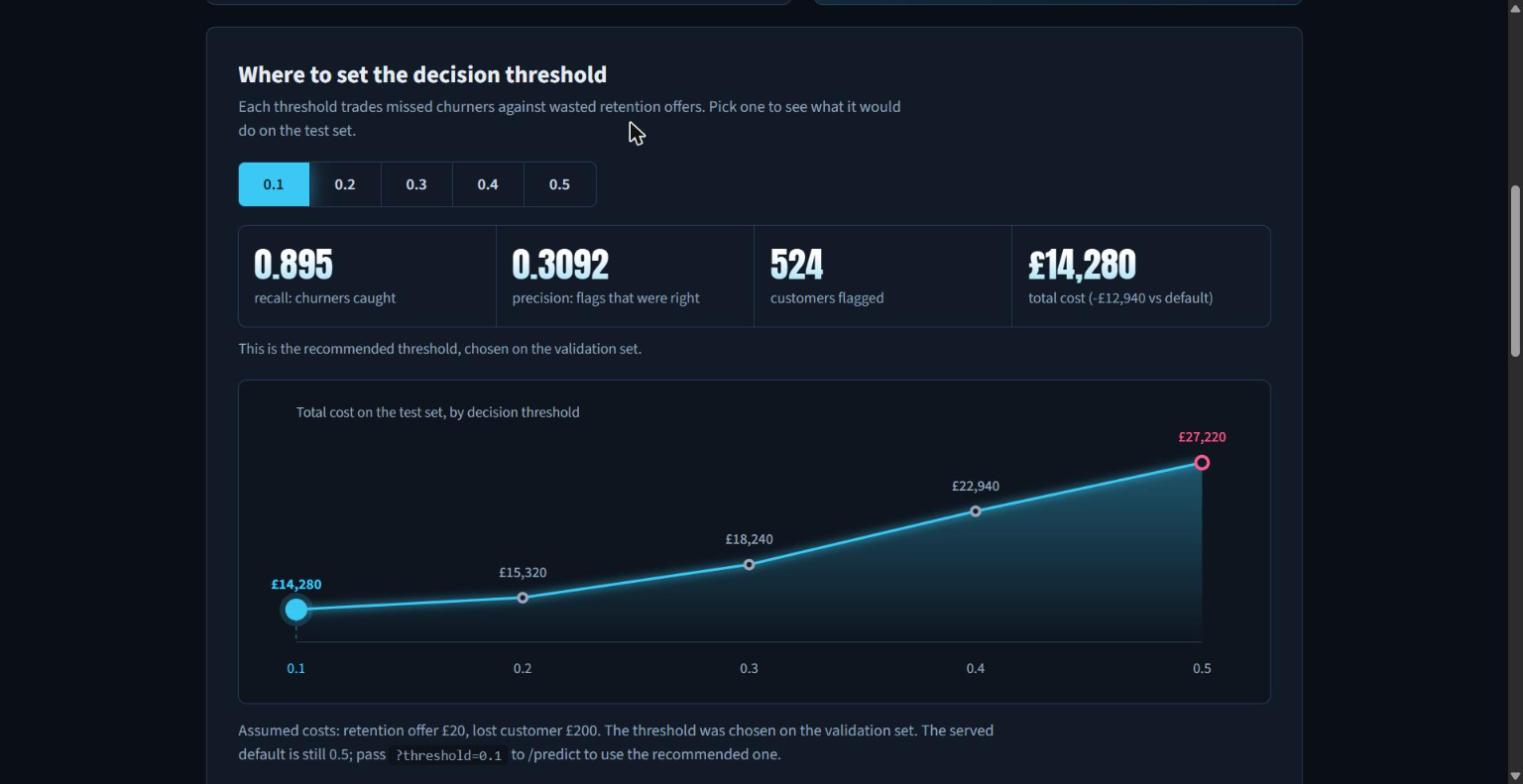 Where to set the decision threshold
Each threshold trades missed churners against wasted retention offers. Pick one to see what it would
do on the test set.
0.1 0.2 0.3 0.4 0.5
0.895 0.3092 524 £14,280
recall: churners caught precision: flags that were right customers flagged total cost (-£12,940 vs default)
This is the recommended threshold, chosen on the validation set.
Total cost on the test set, by decision threshold
£27,220
£22,940
£18,240
£15,320
£14,280
0.1 0.2 0.3 0.4 0.5
Assumed costs: retention offer £20, lost customer £200. The threshold was chosen on the validation set. The served
default is still 0.5; pass ?threshold=0.1 to /predict to use the recommended one.